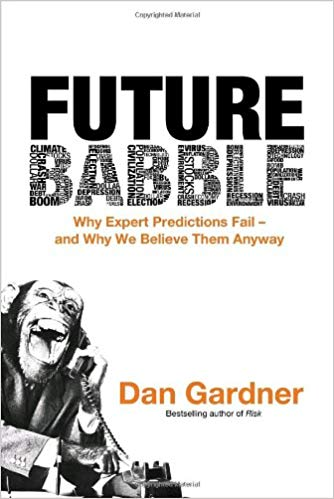 FUTURE
BABBLE
Why Expert Predictions Fail –
and Why We Believe Them Anyway
Dan Gardner
Bestselling author of Risk